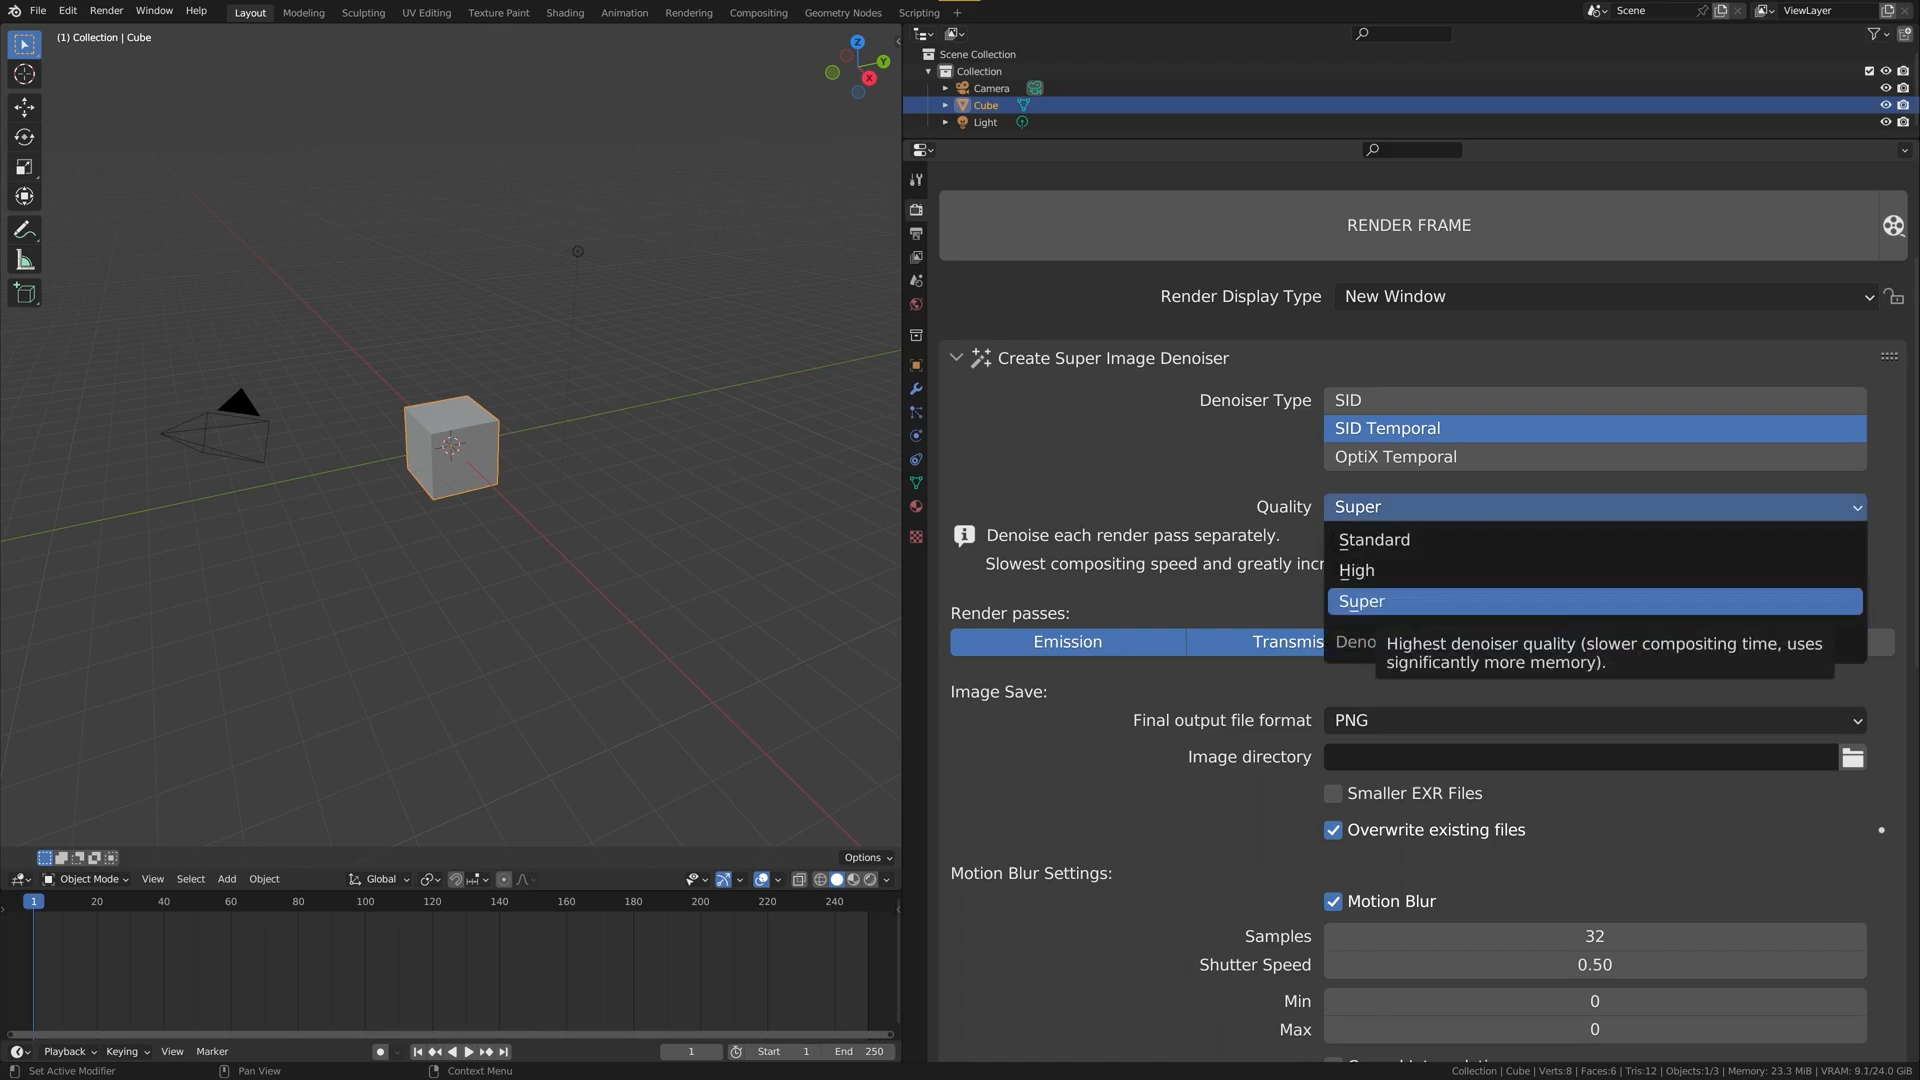 File Edit Render Window Help
Layout Modeling Sculpting UV Editing Texture Paint Shading Animation Rendering Compositing Geometry Nodes Scripting +
Scene
ViewLayer
(1) Collection | Cube
Z
Y
X
Scene Collection
Collection
Camera
Cube
Light
RENDER FRAME
Render Display Type New Window
Create Super Image Denoiser
Denoiser Type SID
SID Temporal
OptiX Temporal
Quality Super
Denoise each render pass separately.
Standard
Slowest compositing speed and greatly incr
High
Super
Render passes:
Emission Transmis
Deno
Highest denoiser quality (slower compositing time, uses
significantly more memory).
Image Save:
Final output file format PNG
Image directory
Smaller EXR Files
Overwrite existing files
Motion Blur Settings:
Motion Blur
Samples 32
Shutter Speed 0.50
Min 0
Max 0
Options
Object Mode View Select Add Object Global
1 20 40 60 80 100 120 140 160 180 200 220 240
Playback Keying View Marker 1 Start 1 End 250
Set Active Modifier Pan View Context Menu
Collection | Cube | Verts:8 | Faces:6 | Tris:12 | Objects:1/3 | Memory: 23.3 MiB | VRAM: 9.1/24.0 GiB